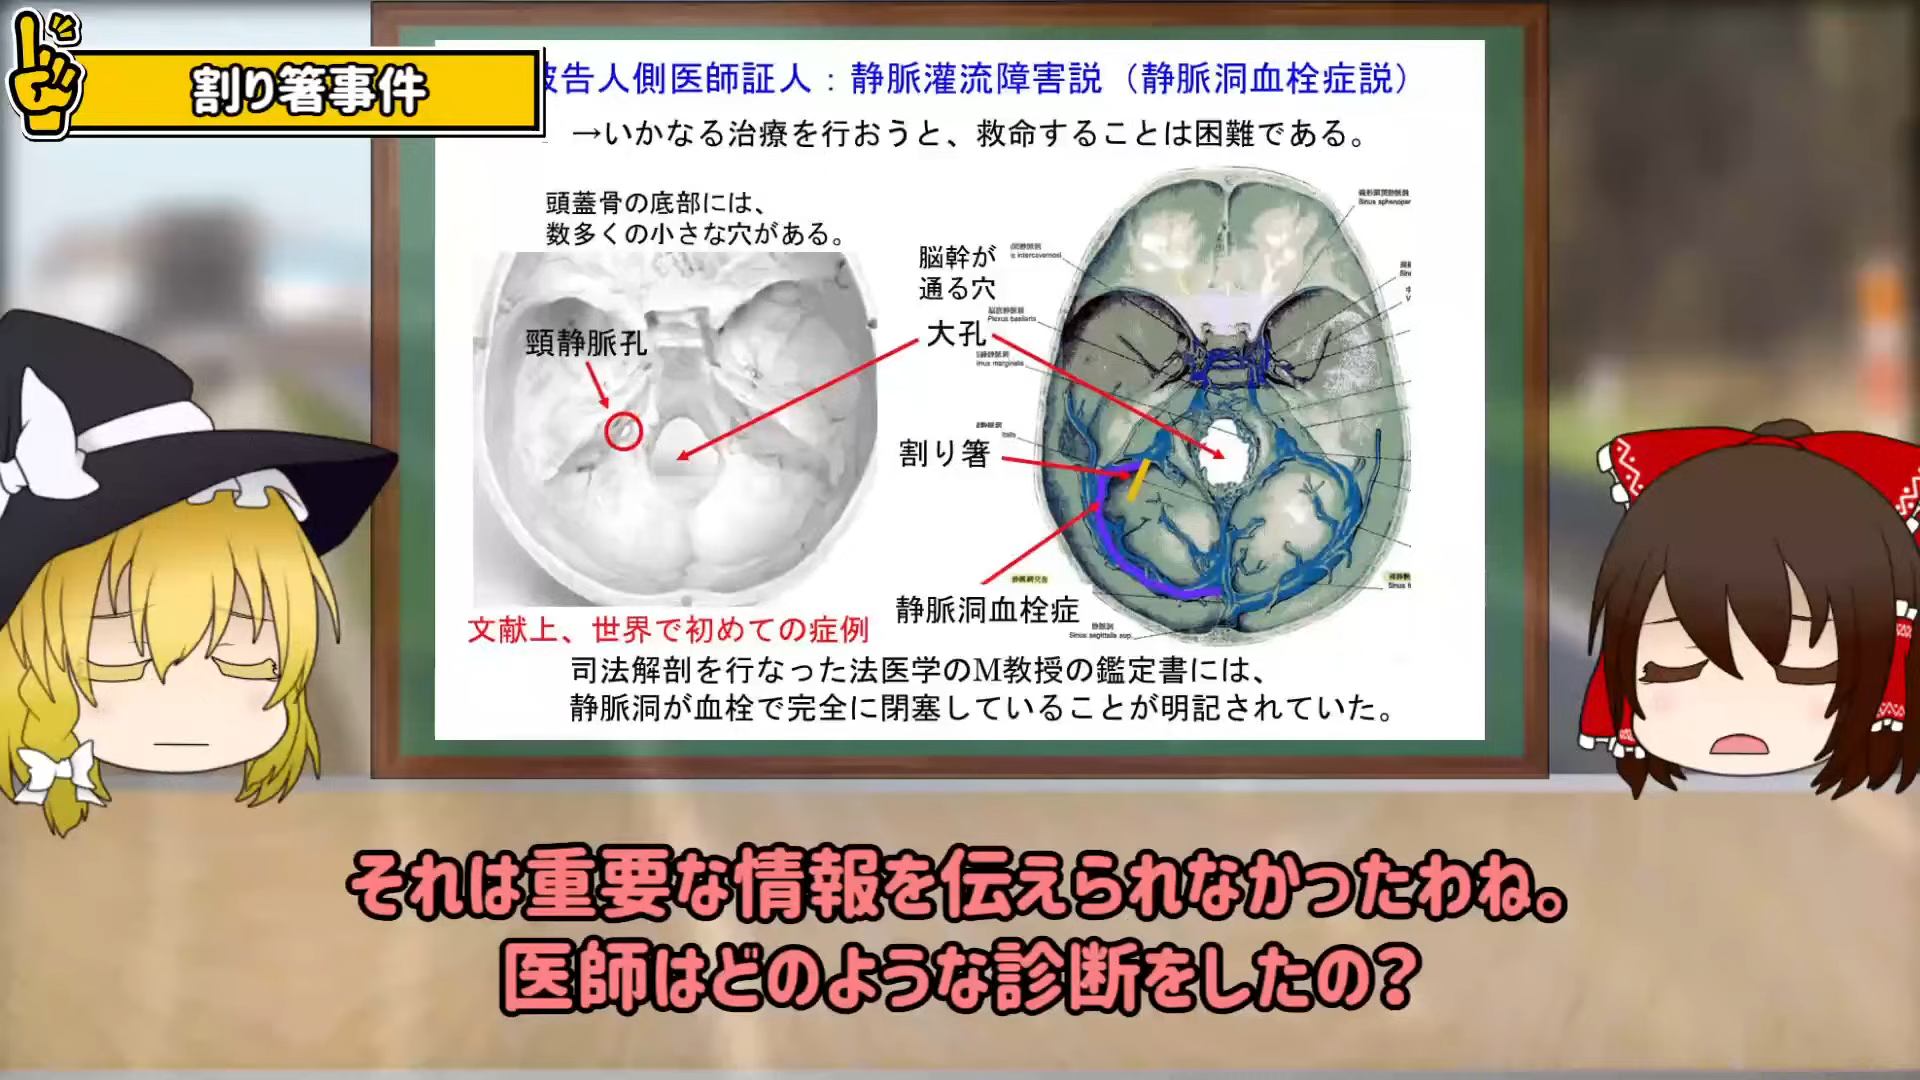 割り箸事件
告人側医師証人：静脈灌流障害説（静脈洞血栓症説）
→いかなる治療を行おうと、救命することは困難である。
頭蓋骨の底部には、
数多くの小さな穴がある。
頸静脈孔
脳幹が
通る穴
大孔
割り箸
静脈洞血栓症
Sinus sphenopar
Plexus basilaris
Sinus sagittalis sup.
文献上、世界で初めての症例
司法解剖を行なった法医学のM教授の鑑定書には、
静脈洞が血栓で完全に閉塞していることが明記されていた。
それは重要な情報を伝えられなかったわね。
医師はどのような診断をしたの？